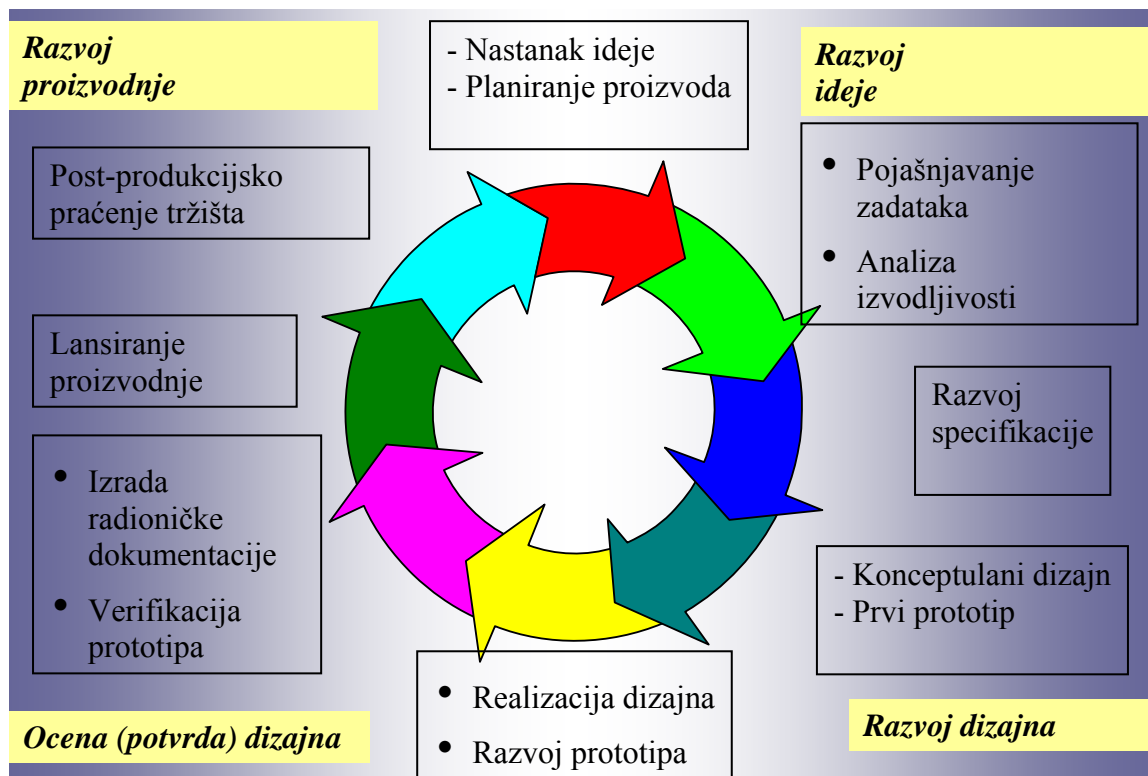 Razvoj
proizvodnje
- Nastanak ideje
- Planiranje proizvoda
Razvoj
ideje
• Pojašnjavanje
zadataka
• Analiza
izvodljivosti
Razvoj
specifikacije
- Konceptulani dizajn
- Prvi prototip
Razvoj dizajna
• Realizacija dizajna
• Razvoj prototipa
Ocena (potvrda) dizajna
• Izrada
radioničke
dokumentacije
• Verifikacija
prototipa
Lansiranje
proizvodnje
Post-produkcijsko
praćenje tržišta